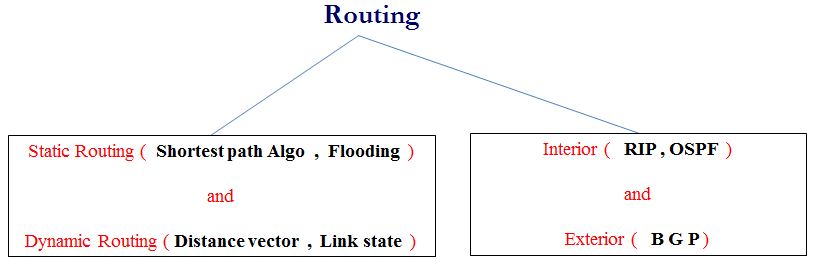 Routing
Static Routing ( Shortest path Algo , Flooding )
and
Dynamic Routing ( Distance vector , Link state )
Interior ( RIP , OSPF )
and
Exterior ( B G P)